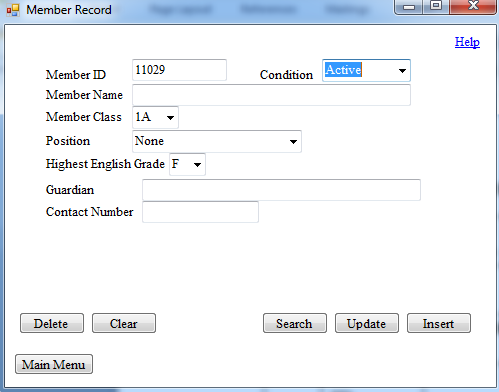 Member Record
Help
Member ID 11029 Condition Active
Member Name
Member Class 1A
Position None
Highest English Grade F
Guardian
Contact Number
Delete Clear Search Update Insert
Main Menu